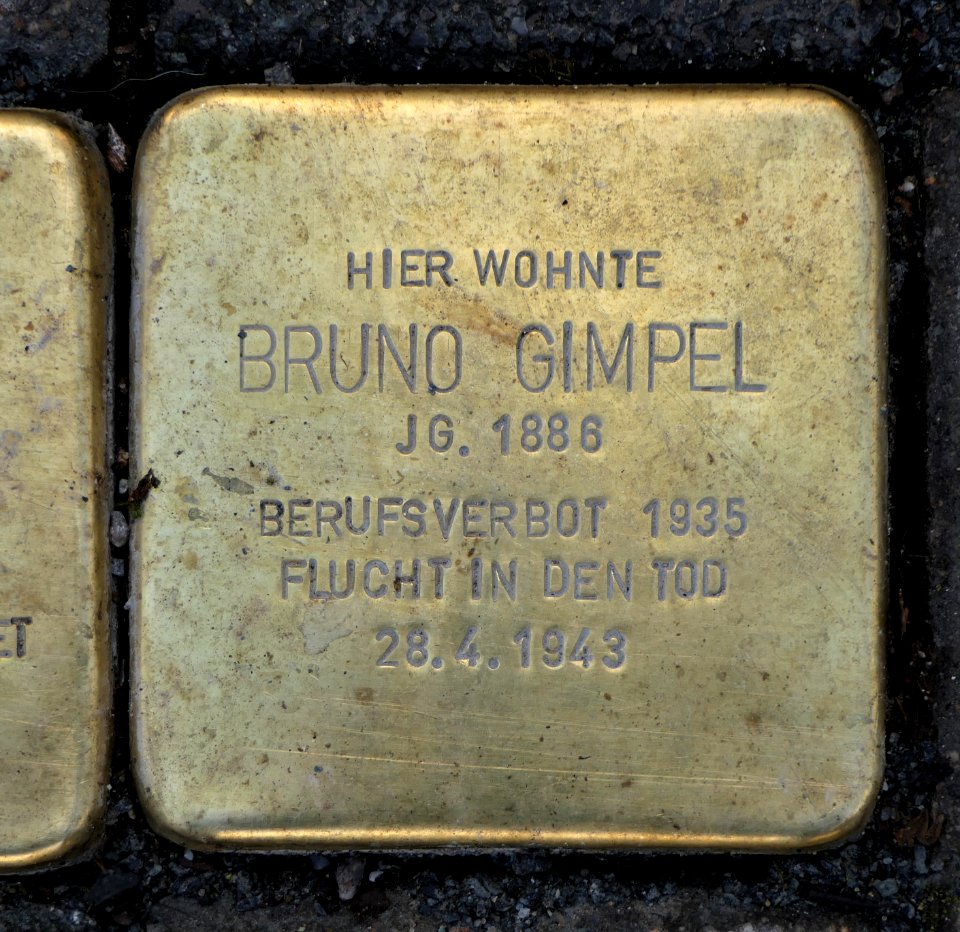 HIER WOHNTE
BRUNO GIMPEL
JG. 1886
BERUFSVERBOT 1935
FLUCHT IN DEN TOD
28.4.1943